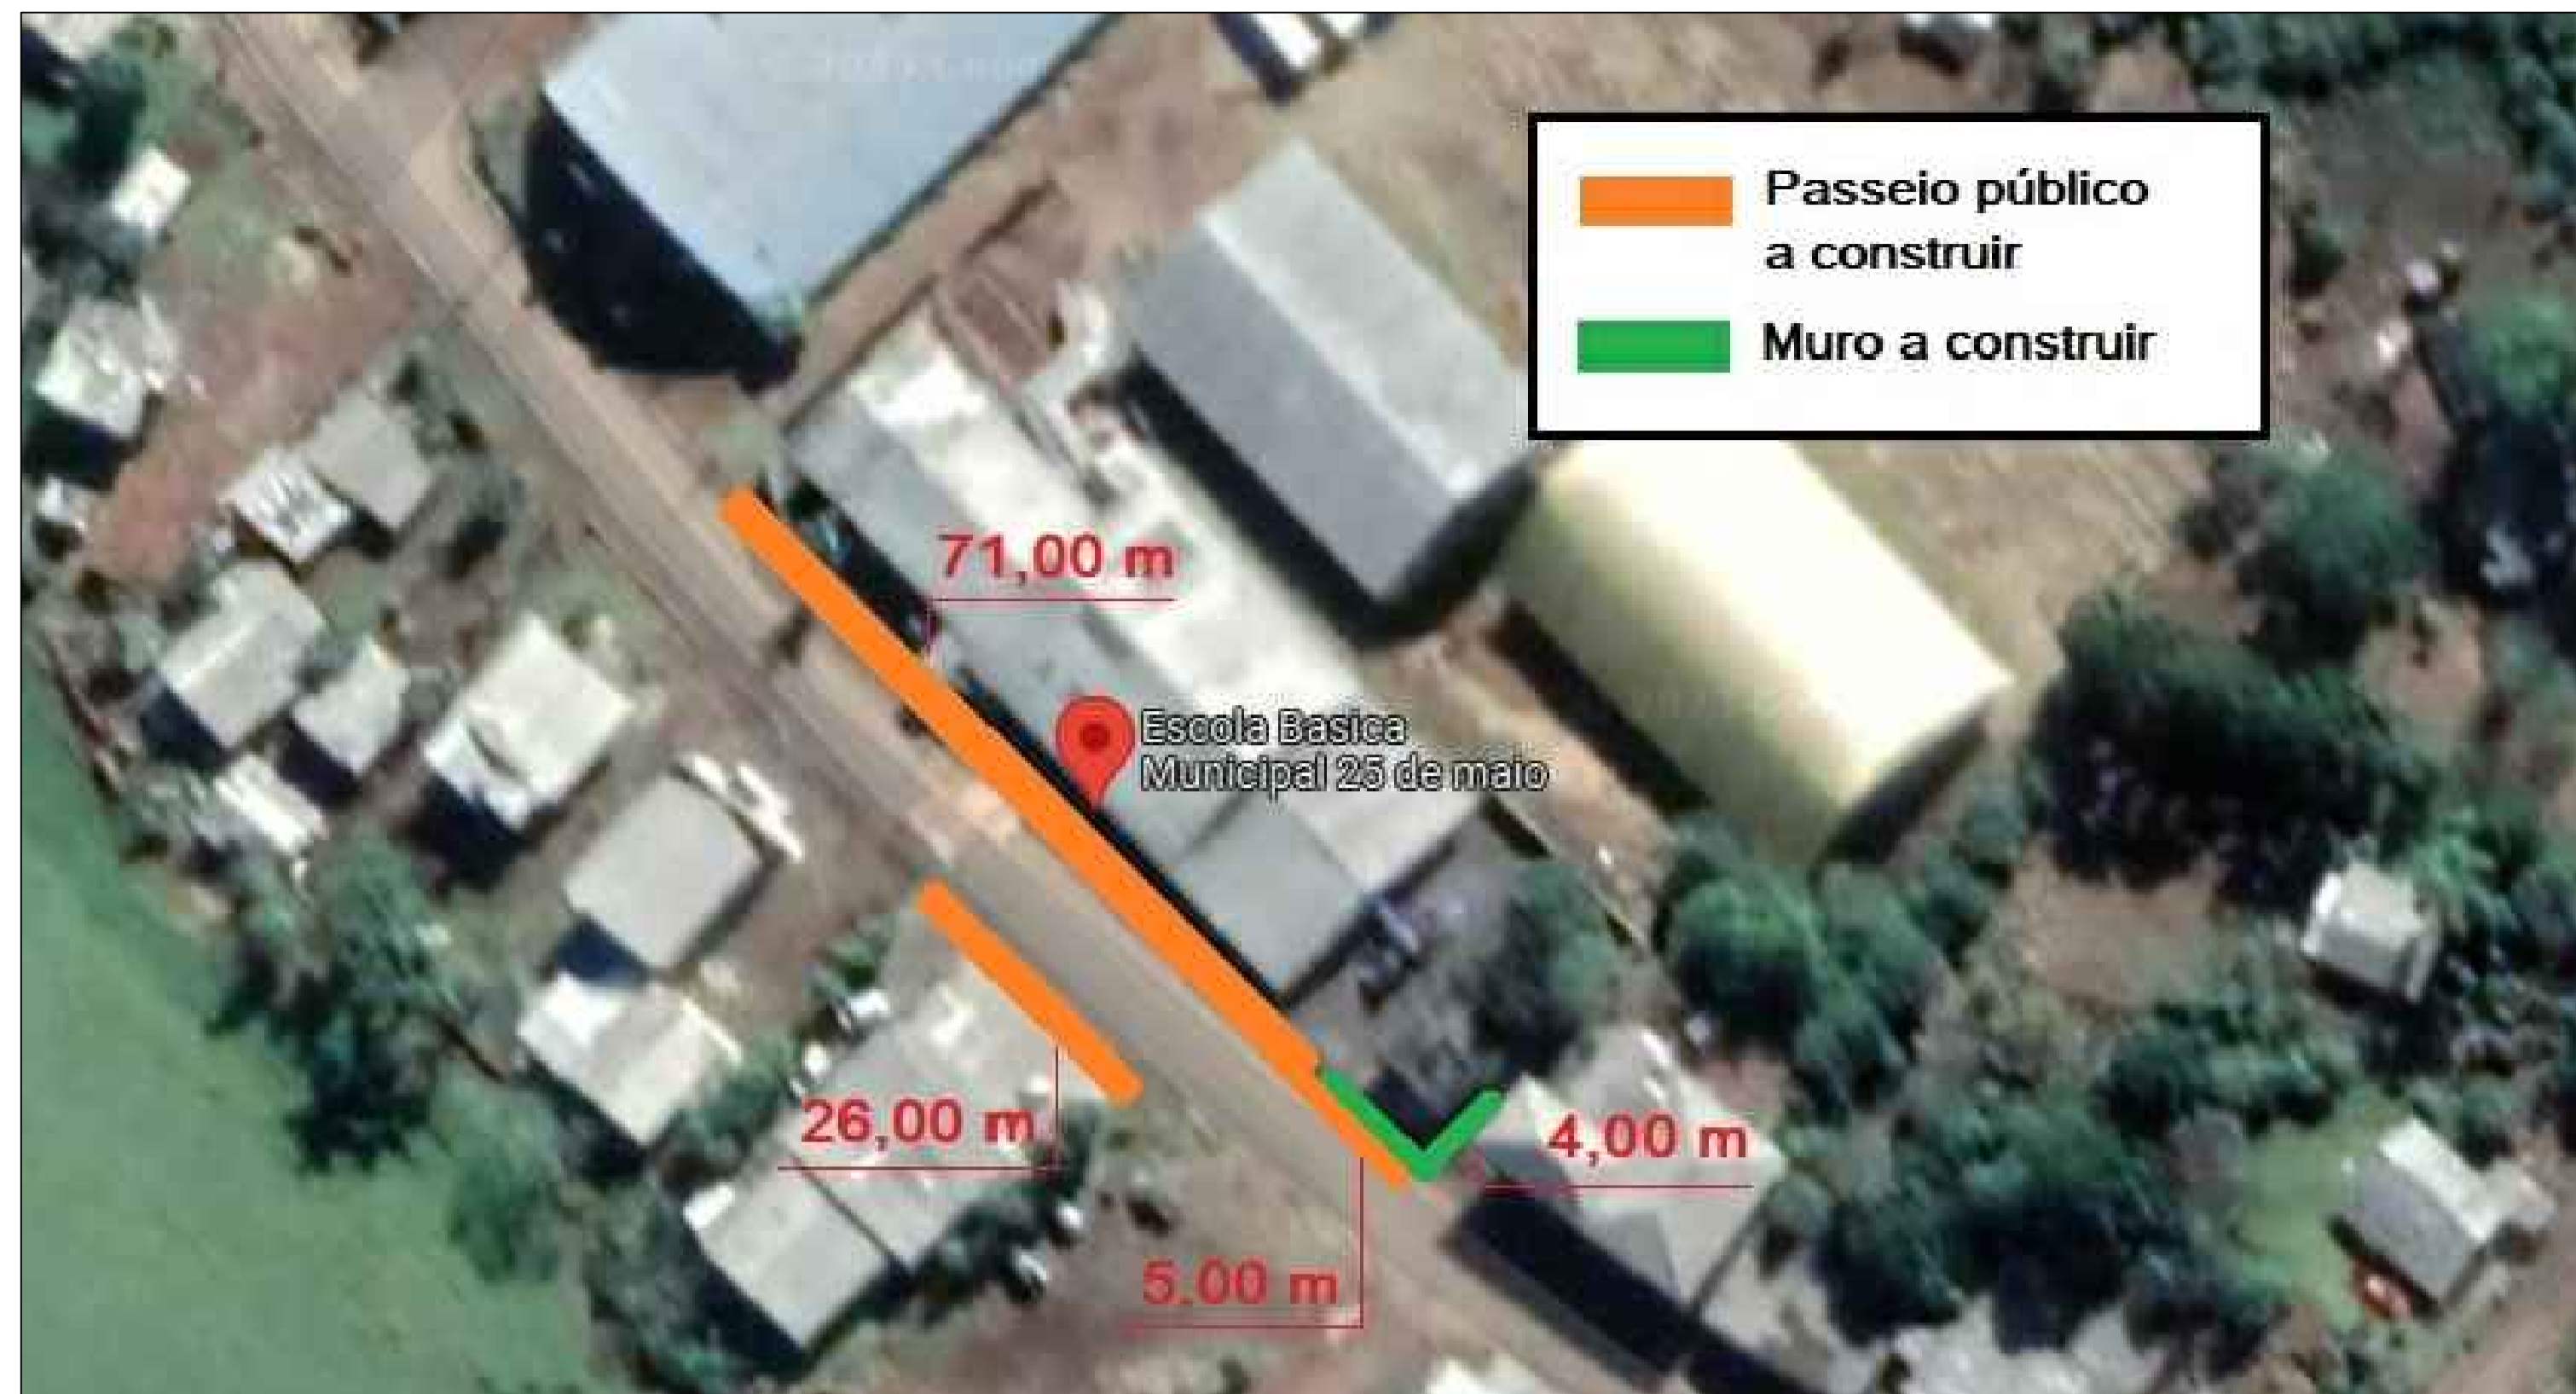 Passeio público
a construir
Muro a construir
71,00 m
Escola Basica
Municipal 25 de maio
26,00 m
4,00 m
5.00 m